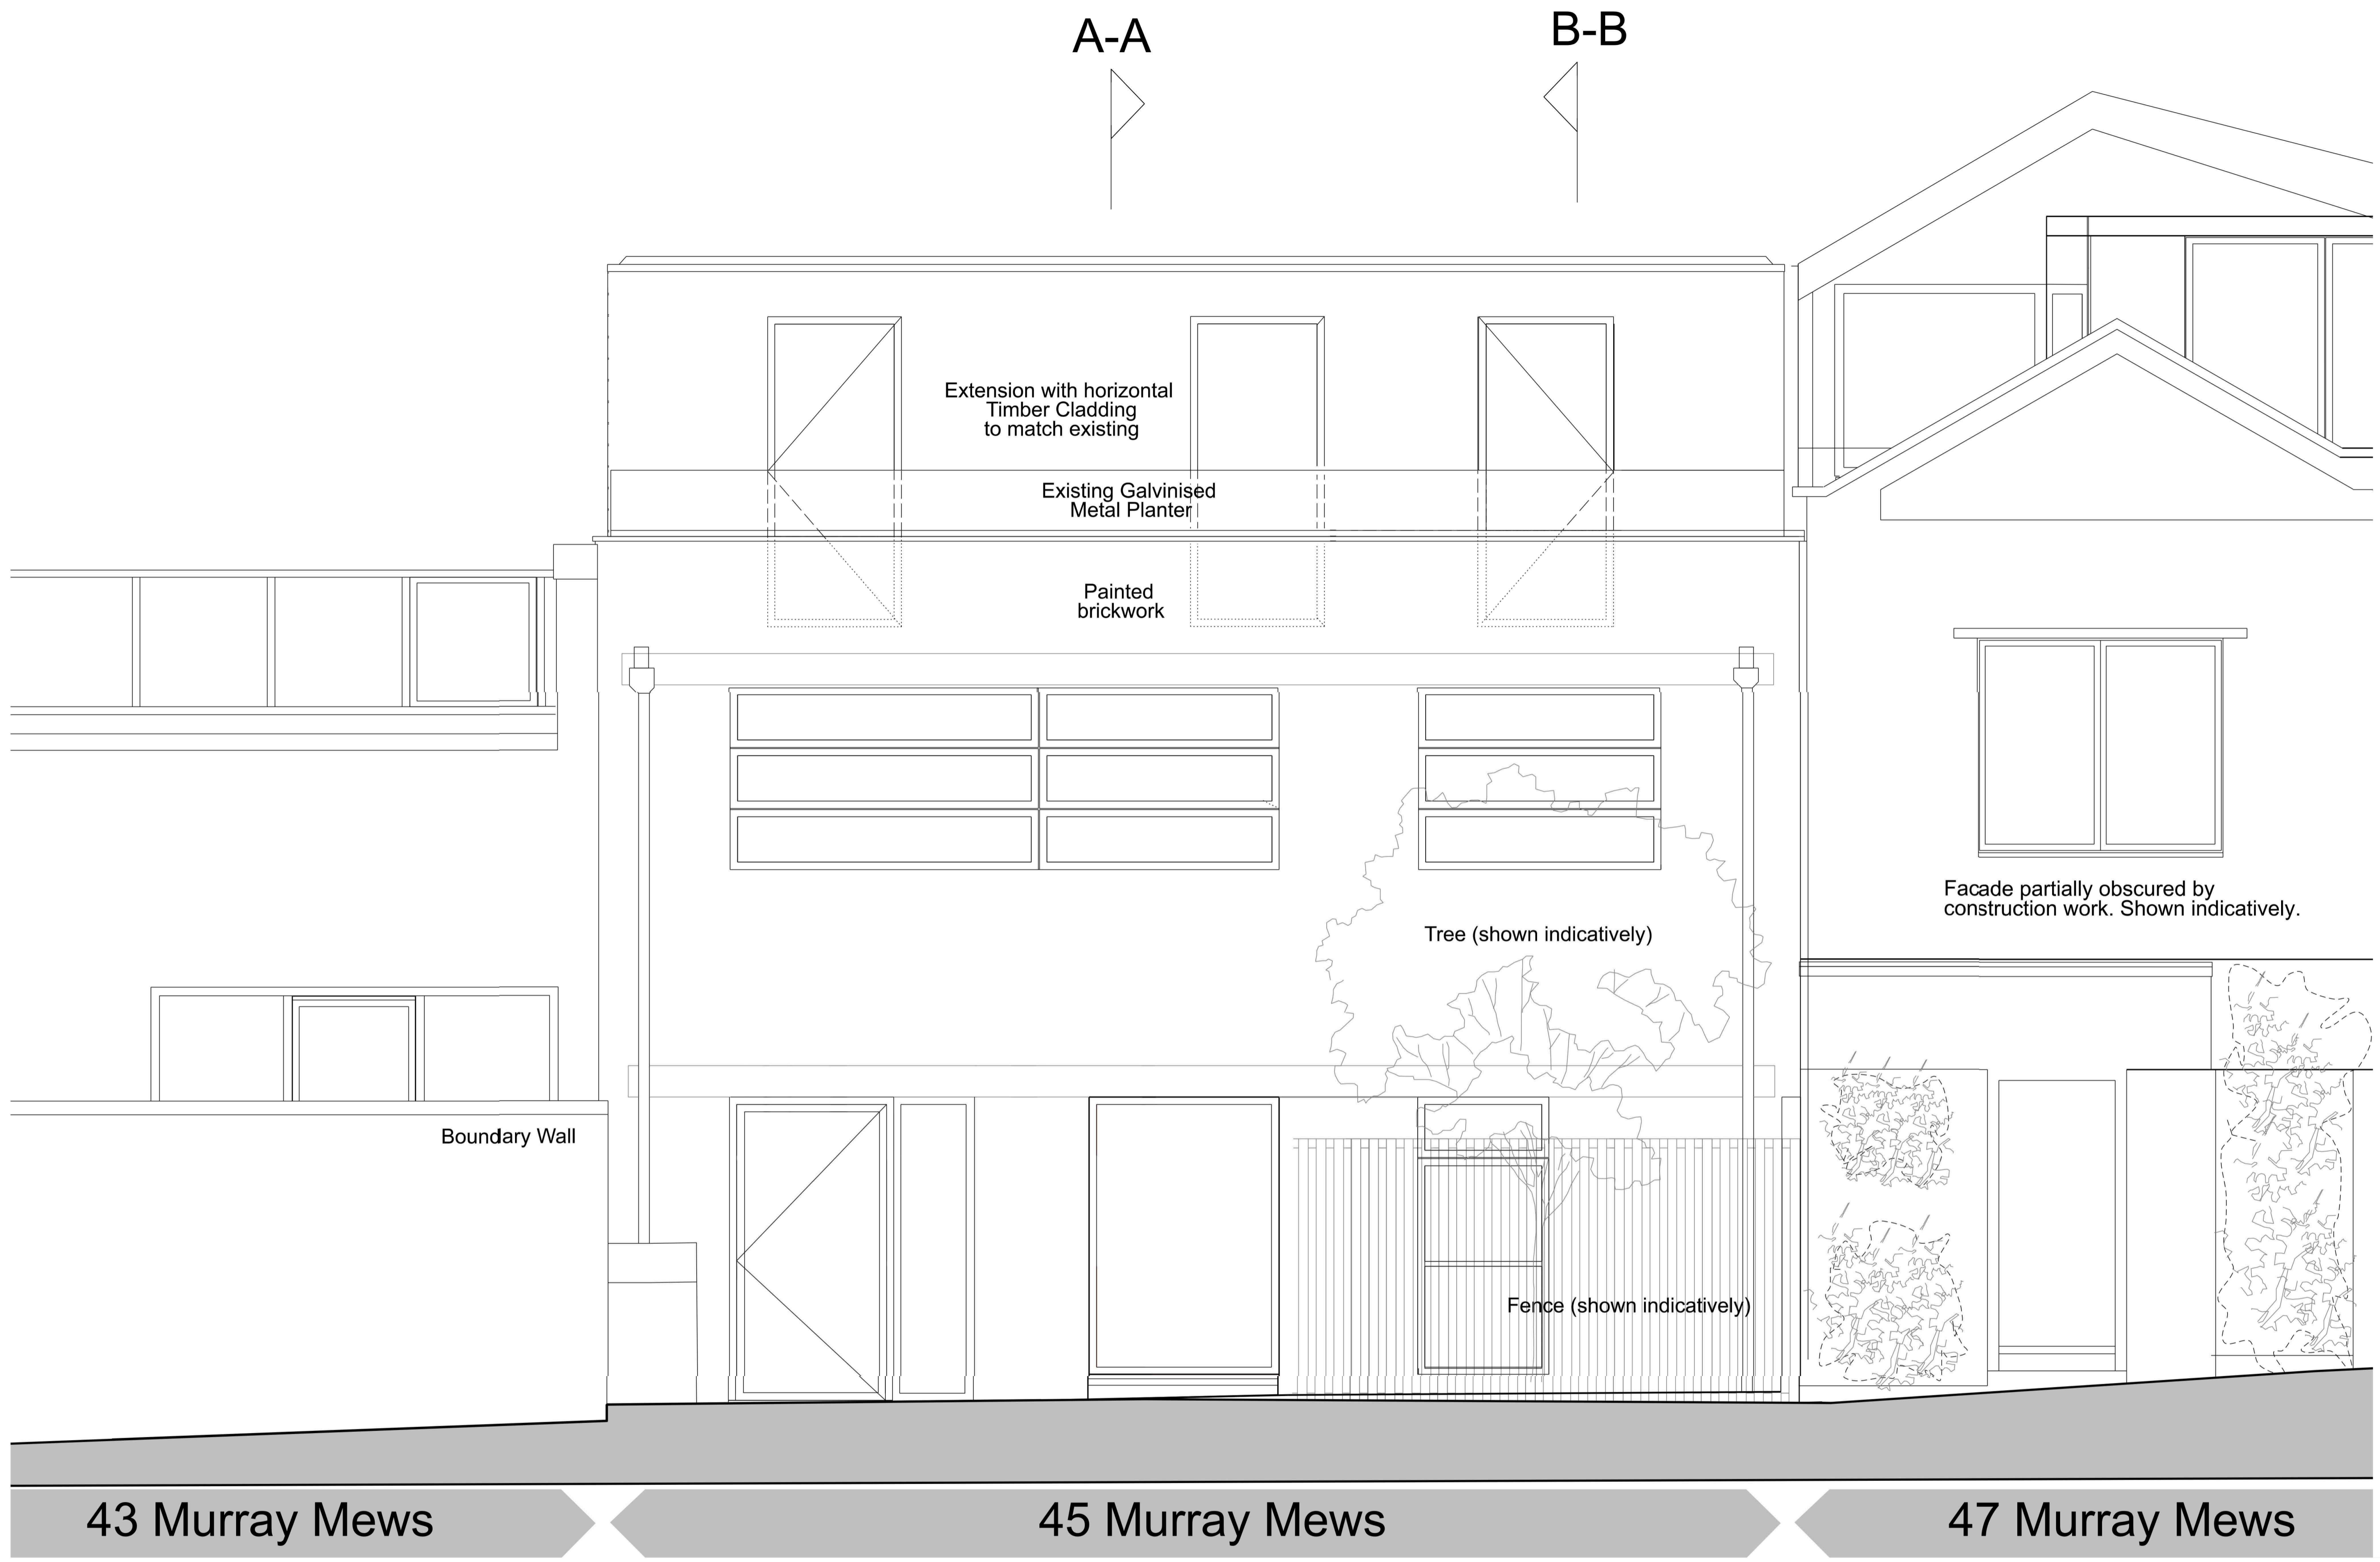 A-A
B-B
Extension with horizontal
Timber Cladding
to match existing
Existing Galvinised
Metal Planter
Painted
brickwork
Facade partially obscured by
construction work. Shown indicatively.
Tree (shown indicatively)
Boundary Wall
Fence (shown indicatively)
43 Murray Mews
45 Murray Mews
47 Murray Mews